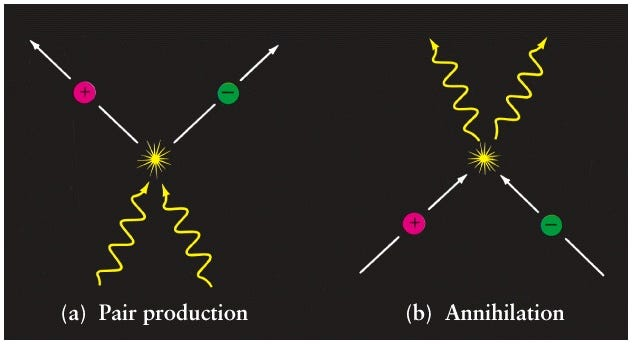 +
−
+
−
(a) Pair production
(b) Annihilation